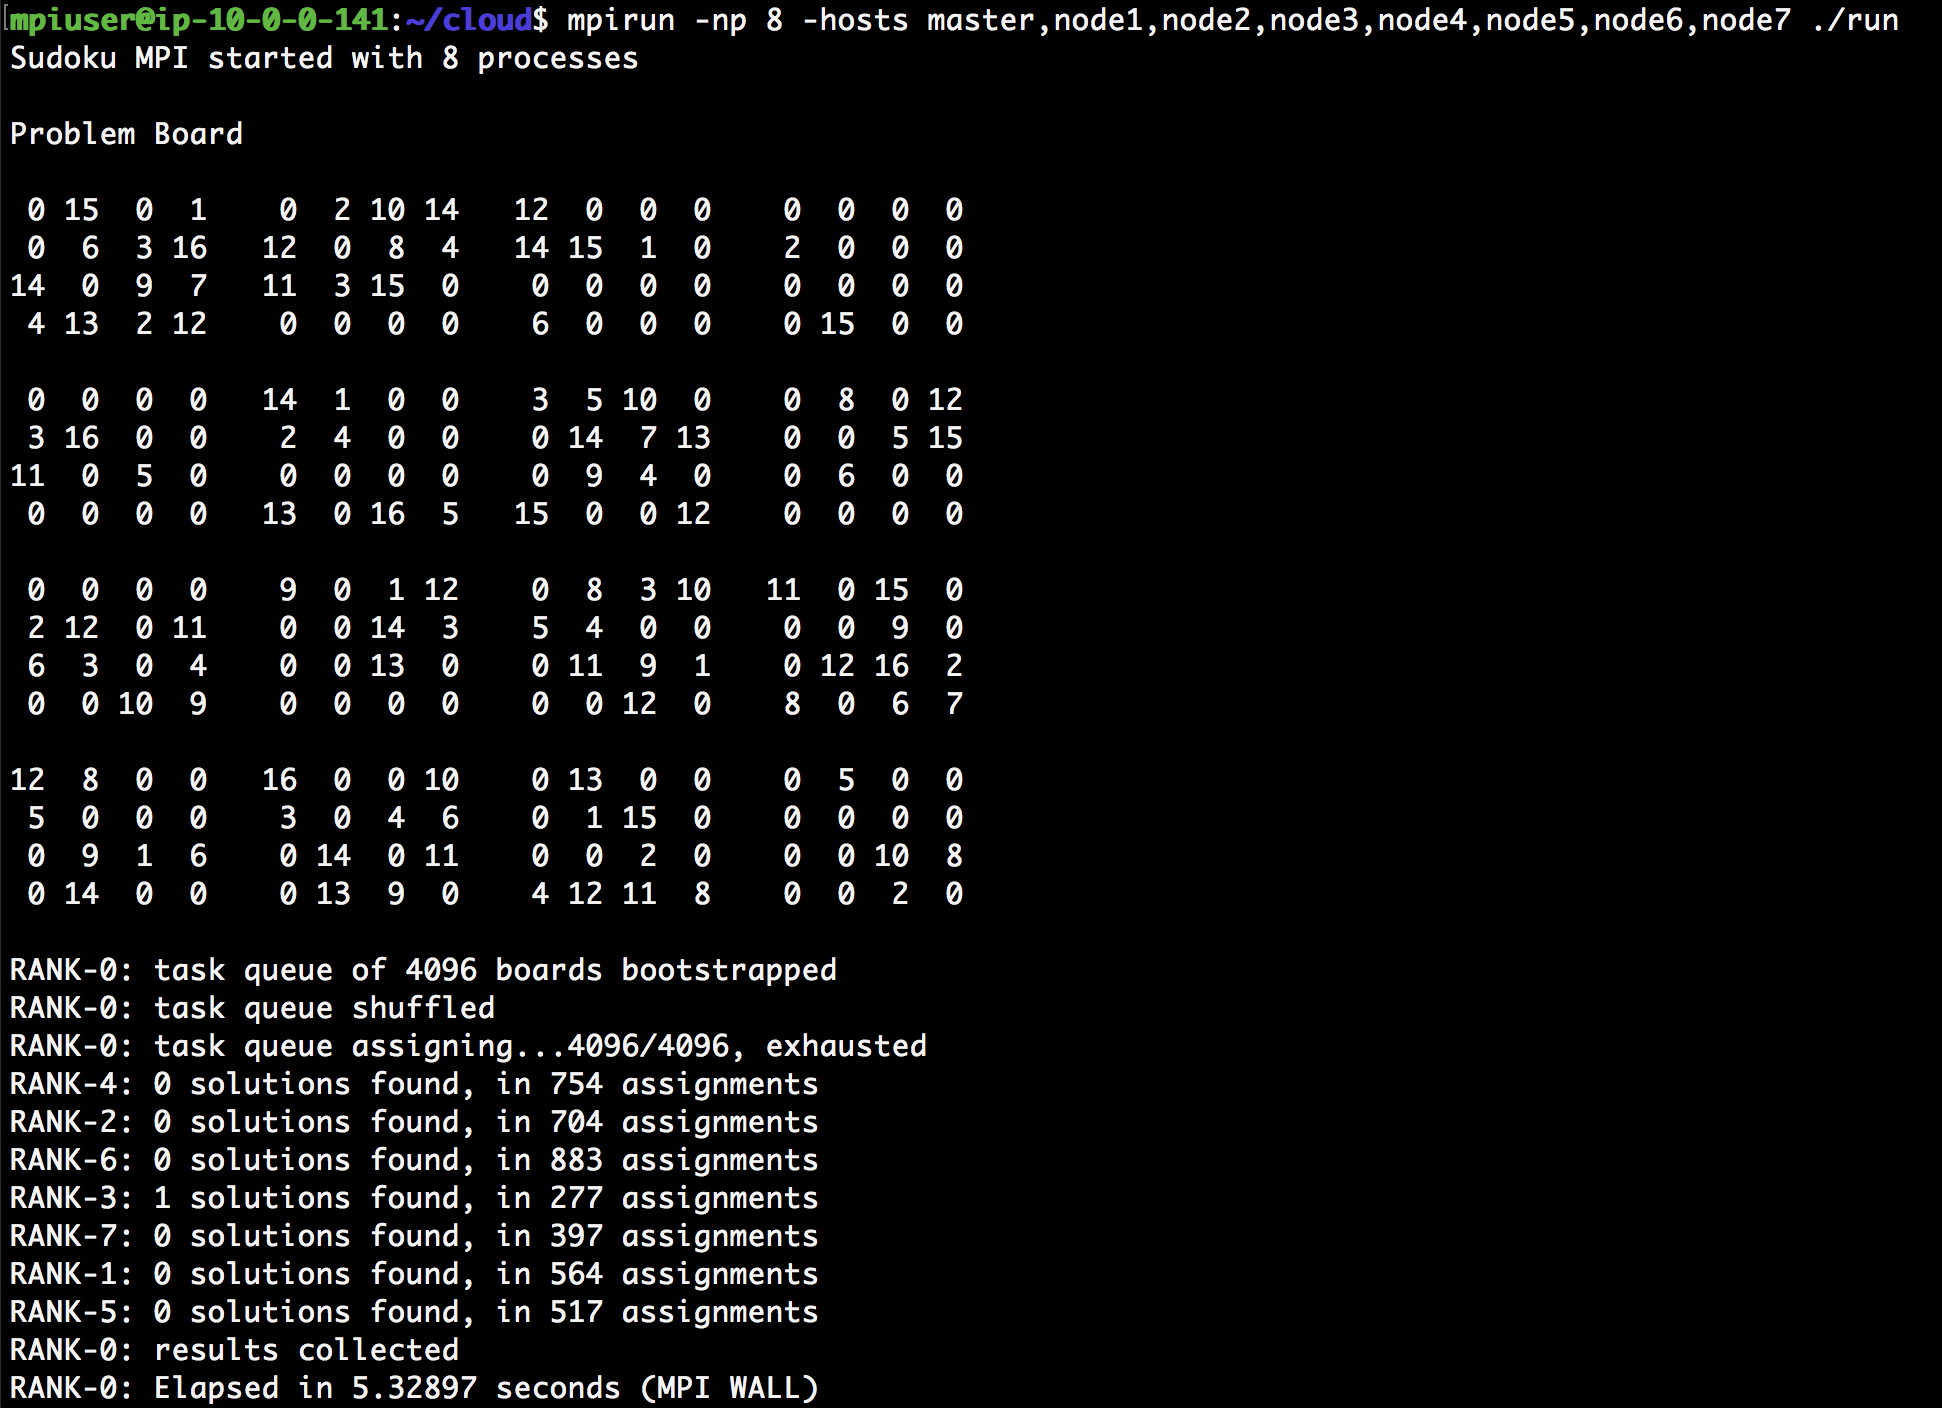 mpiuser@ip-10-0-0-141:~/cloud$ mpirun -np 8 -hosts master,node1,node2,node3,node4,node5,node6,node7 ./run
Sudoku MPI started with 8 processes
Problem Board
0 15 0 1 0 2 10 14 12 0 0 0 0 0 0 0
0 6 3 16 12 0 8 4 14 15 1 0 2 0 0 0
14 0 9 7 11 3 15 0 0 0 0 0 0 0 0 0
4 13 2 12 0 0 0 0 6 0 0 0 0 15 0 0
0 0 0 0 14 1 0 0 3 5 10 0 0 8 0 12
3 16 0 0 2 4 0 0 0 14 7 13 0 0 5 15
11 0 5 0 0 0 0 0 0 9 4 0 0 6 0 0
0 0 0 0 13 0 16 5 15 0 0 12 0 0 0 0
0 0 0 0 9 0 1 12 0 8 3 10 11 0 15 0
2 12 0 11 0 0 14 3 5 4 0 0 0 0 9 0
6 3 0 4 0 0 13 0 0 11 9 1 0 12 16 2
0 0 10 9 0 0 0 0 0 0 12 0 8 0 6 7
12 8 0 0 16 0 0 10 0 13 0 0 0 5 0 0
5 0 0 0 3 0 4 6 0 1 15 0 0 0 0 0
0 9 1 6 0 14 0 11 0 0 2 0 0 0 10 8
0 14 0 0 0 13 9 0 4 12 11 8 0 0 2 0
RANK-0: task queue of 4096 boards bootstrapped
RANK-0: task queue shuffled
RANK-0: task queue assigning...4096/4096, exhausted
RANK-4: 0 solutions found, in 754 assignments
RANK-2: 0 solutions found, in 704 assignments
RANK-6: 0 solutions found, in 883 assignments
RANK-3: 1 solutions found, in 277 assignments
RANK-7: 0 solutions found, in 397 assignments
RANK-1: 0 solutions found, in 564 assignments
RANK-5: 0 solutions found, in 517 assignments
RANK-0: results collected
RANK-0: Elapsed in 5.32897 seconds (MPI WALL)